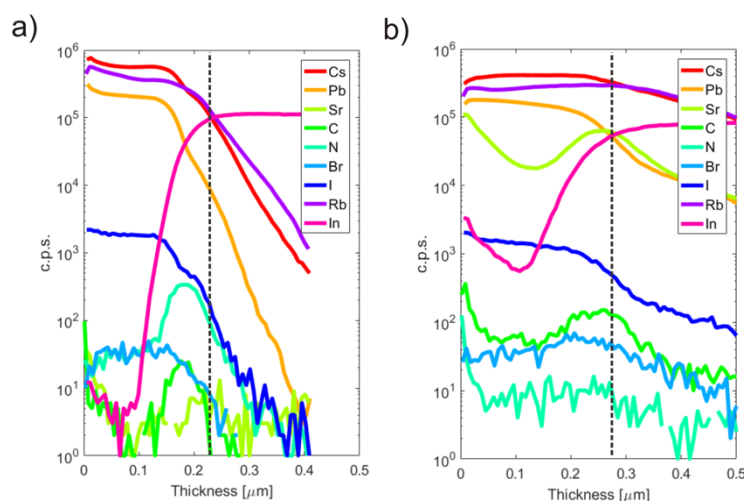 a)
10^6
10^5
10^4
10^3
10^2
10^1
10^0
c.p.s.
0
0.1
0.2
0.3
0.4
0.5
Thickness [μm]
Cs
Pb
Sr
C
N
Br
I
Rb
In
b)
10^6
10^5
10^4
10^3
10^2
10^1
10^0
c.p.s.
0
0.1
0.2
0.3
0.4
0.5
Thickness [μm]
Cs
Pb
Sr
C
N
Br
I
Rb
In